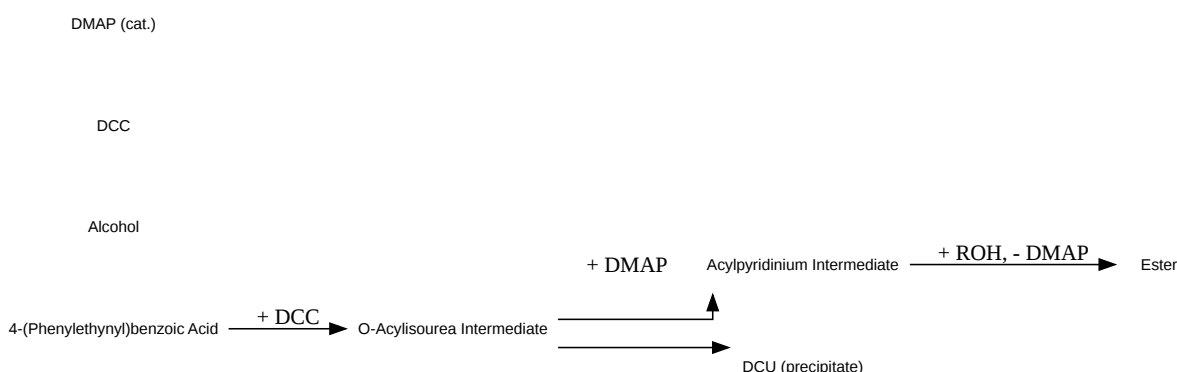 DMAP (cat.)
DCC
Alcohol
+ DMAP
Acylpyridinium Intermediate
+ ROH, - DMAP
Ester
4-(Phenylethynyl)benzoic Acid
+ DCC
O-Acylisourea Intermediate
DCU (precipitate)